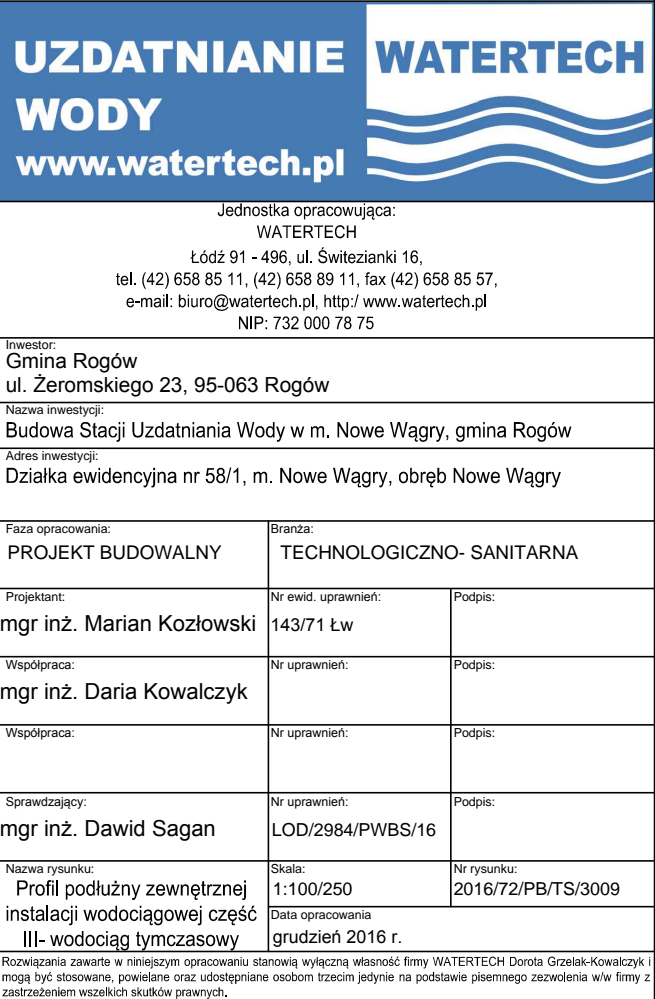 UZDATNIANIE
WODY
www.watertech.pl
WATERTECH
Jednostka opracowująca:
WATERTECH
Łódź 91 - 496, ul. Świtezianki 16,
tel. (42) 658 85 11, (42) 658 89 11, fax (42) 658 85 57,
e-mail: biuro@watertech.pl, http:/ www.watertech.pl
NIP: 732 000 78 75
Inwestor:
Gmina Rogów
ul. Żeromskiego 23, 95-063 Rogów
Nazwa inwestycji:
Budowa Stacji Uzdatniania Wody w m. Nowe Wągry, gmina Rogów
Adres inwestycji:
Działka ewidencyjna nr 58/1, m. Nowe Wągry, obręb Nowe Wągry
Faza opracowania:
PROJEKT BUDOWALNY
Branża:
TECHNOLOGICZNO- SANITARNA
Projektant:
mgr inż. Marian Kozłowski
Nr ewid. uprawnień:
143/71 Łw
Podpis:
Współpraca:
mgr inż. Daria Kowalczyk
Nr uprawnień:
Podpis:
Współpraca:
Nr uprawnień:
Podpis:
Sprawdzający:
mgr inż. Dawid Sagan
Nr uprawnień:
LOD/2984/PWBS/16
Podpis:
Nazwa rysunku:
Profil podłużny zewnętrznej
instalacji wodociągowej część
III- wodociąg tymczasowy
Skala:
1:100/250
Nr rysunku:
2016/72/PB/TS/3009
Data opracowania
grudzień 2016 r.
Rozwiązania zawarte w niniejszym opracowaniu stanowią wyłączną własność firmy WATERTECH Dorota Grzelak-Kowalczyk i
mogą być stosowane, powielane oraz udostępniane osobom trzecim jedynie na podstawie pisemnego zezwolenia w/w firmy z
zastrzeżeniem wszelkich skutków prawnych.